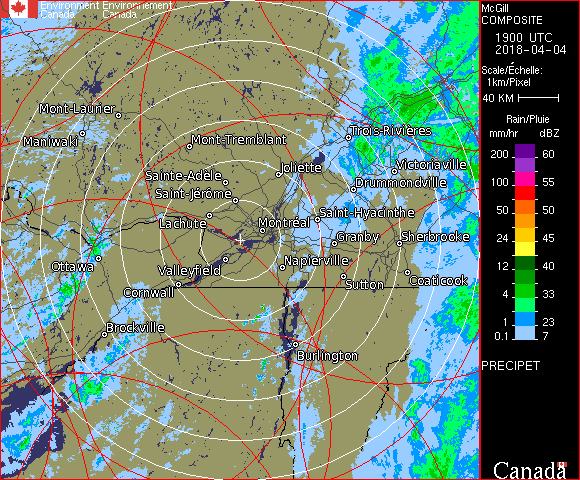 Environment Environnement
Canada Canada
Mont-Laurier
Maniwaki
Mont-Tremblant
Trois-Rivières
Joliette
Victoriaville
Sainte-Adèle
Drummondville
Saint-Jérôme
Saint-Hyacinthe
Lachute
Montréal
Granby
Sherbrooke
Ottawa
Valleyfield
Napierville
Coaticook
Sutton
Cornwall
Brockville
Burlington
McGill
COMPOSITE
1900 UTC
2018-04-04
Scale/Échelle:
1km/Pixel
40 KM
Rain/Pluie
mm/hr dBZ
200 60
100 55
50 50
24 45
12 40
4 33
1 23
0.1 7
PRECIPET
Canada